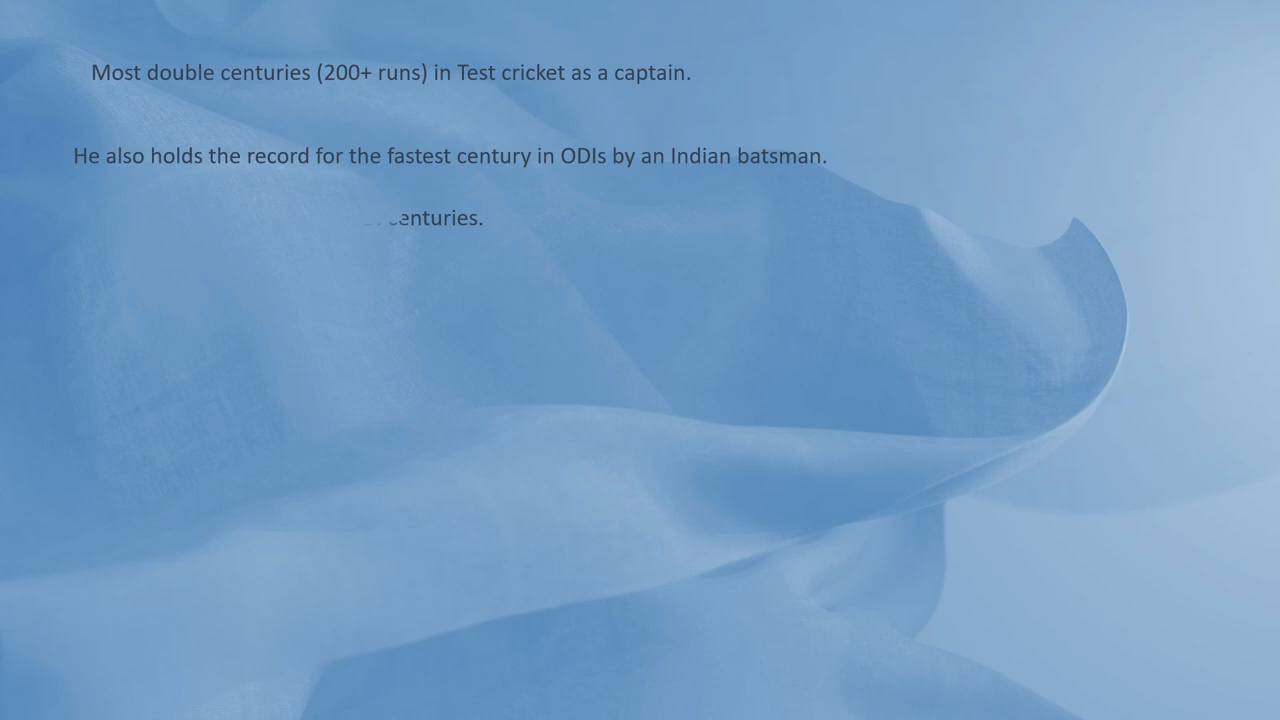 Most double centuries (200+ runs) in Test cricket as a captain.
He also holds the record for the fastest century in ODIs by an Indian batsman.